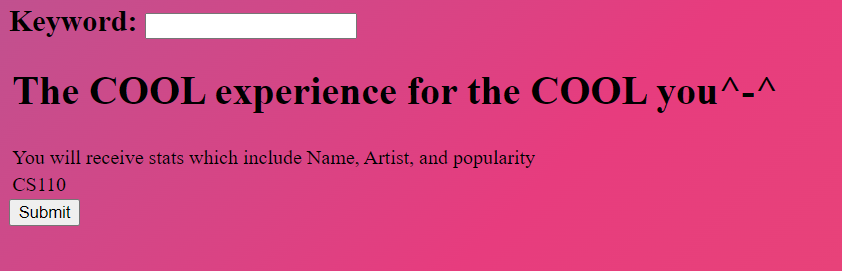 Keyword:
The COOL experience for the COOL you^-^
You will receive stats which include Name, Artist, and popularity
CS110
Submit